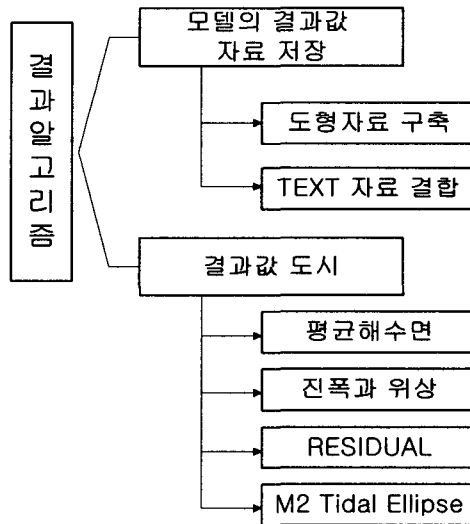 결과알고리즘
모델의 결과값
자료 저장
도형자료 구축
TEXT 자료 결합
결과값 도시
평균해수면
진폭과 위상
RESIDUAL
M2 Tidal Ellipse